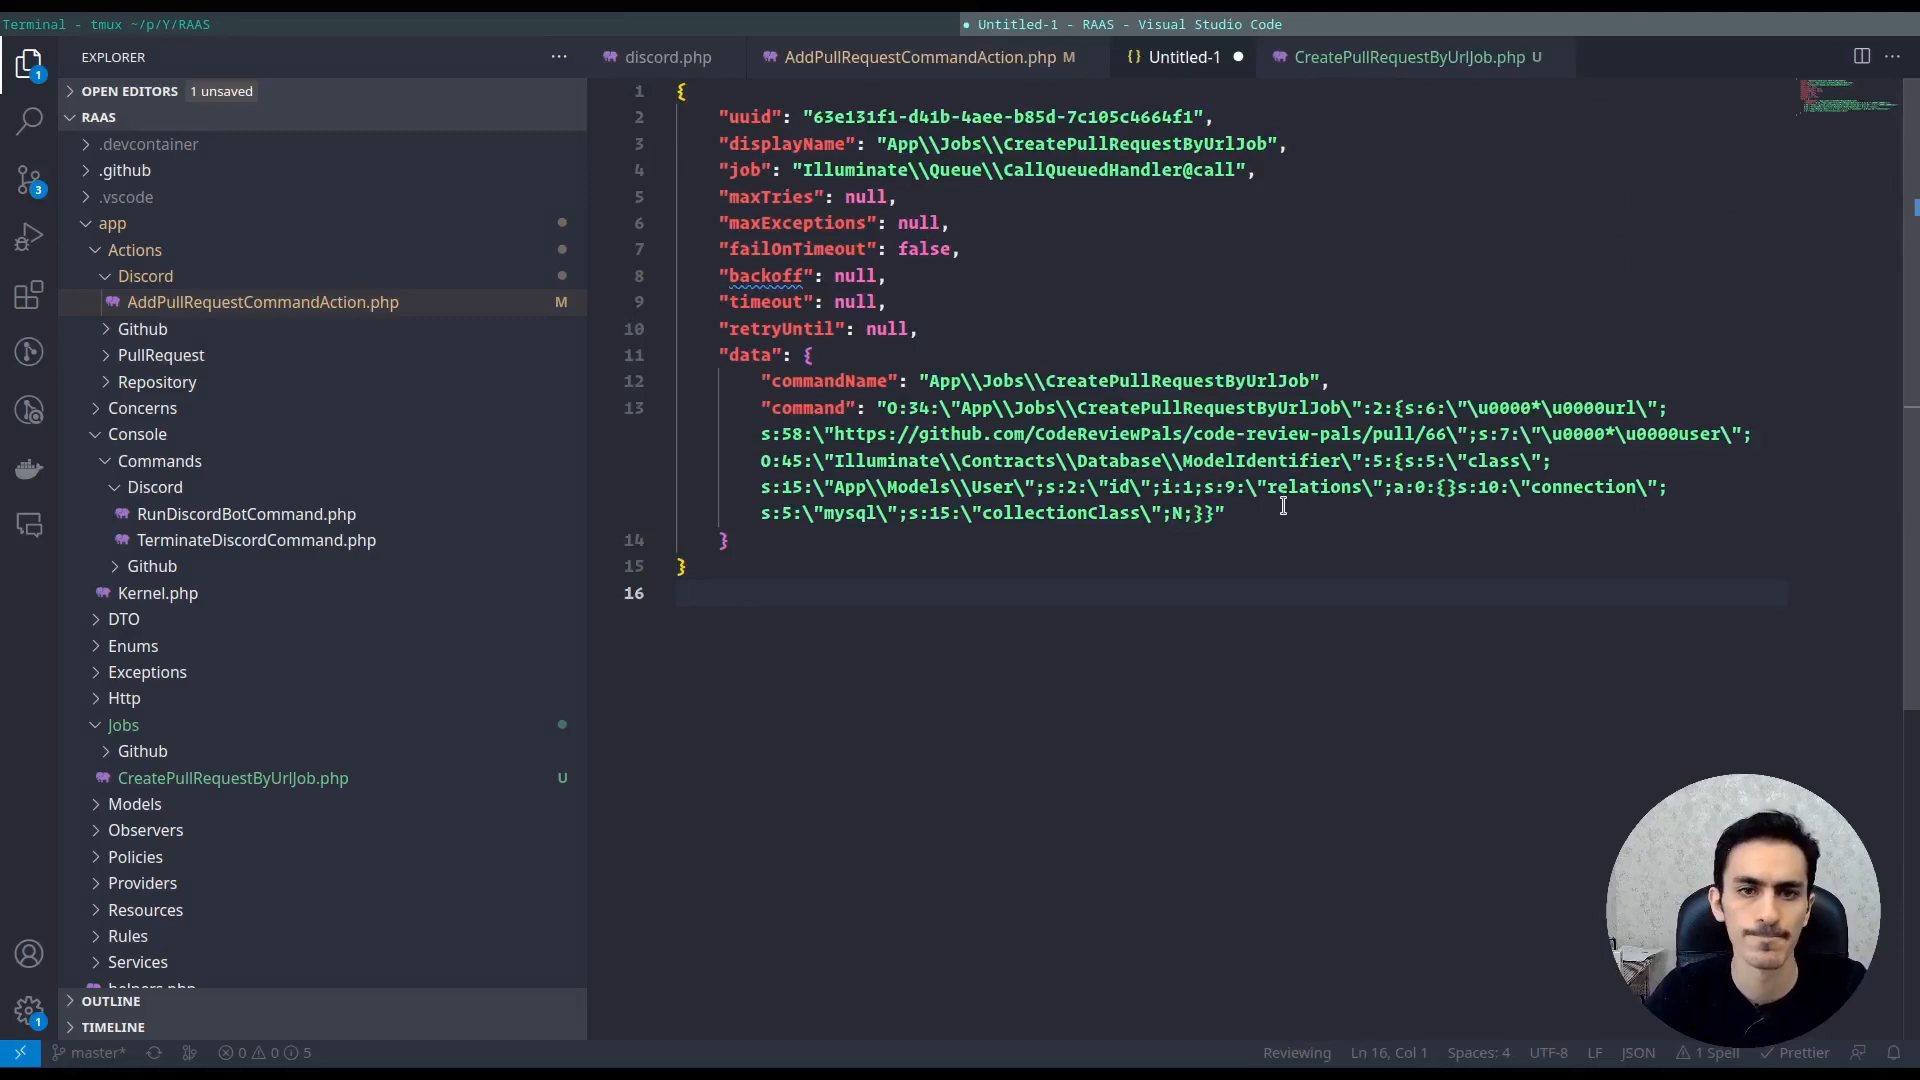 Terminal - tmux ~/p/Y/RAAS
● Untitled-1 - RAAS - Visual Studio Code
EXPLORER
discord.php
AddPullRequestCommandAction.php M
{} Untitled-1
CreatePullRequestByUrlJob.php U
OPEN EDITORS 1 unsaved
RAAS
.devcontainer
.github
.vscode
app
Actions
Discord
AddPullRequestCommandAction.php M
Github
PullRequest
Repository
Concerns
Console
Commands
Discord
RunDiscordBotCommand.php
TerminateDiscordCommand.php
Github
Kernel.php
DTO
Enums
Exceptions
Http
Jobs
Github
CreatePullRequestByUrlJob.php U
Models
Observers
Policies
Providers
Resources
Rules
Services
helpers.php
OUTLINE
TIMELINE
1
3
1
1 {
2 "uuid": "63e131f1-d41b-4aee-b85d-7c105c4664f1",
3 "displayName": "App\\Jobs\\CreatePullRequestByUrlJob",
4 "job": "Illuminate\\Queue\\CallQueuedHandler@call",
5 "maxTries": null,
6 "maxExceptions": null,
7 "failOnTimeout": false,
8 "backoff": null,
9 "timeout": null,
10 "retryUntil": null,
11 "data": {
12 "commandName": "App\\Jobs\\CreatePullRequestByUrlJob",
13 "command": "O:34:\"App\\Jobs\\CreatePullRequestByUrlJob\":2:{s:6:\"\u0000*\u0000url\";
s:58:\"https://github.com/CodeReviewPals/code-review-pals/pull/66\";s:7:\"\u0000*\u0000user\";
O:45:\"Illuminate\\Contracts\\Database\\ModelIdentifier\":5:{s:5:\"class\";
s:15:\"App\\Models\\User\";s:2:\"id\";i:1;s:9:\"relations\";a:0:{}s:10:\"connection\";
s:5:\"mysql\";s:15:\"collectionClass\";N;}}"
14 }
15 }
16
master* 0 0 5
Reviewing Ln 16, Col 1 Spaces: 4 UTF-8 LF JSON 1 Spell Prettier